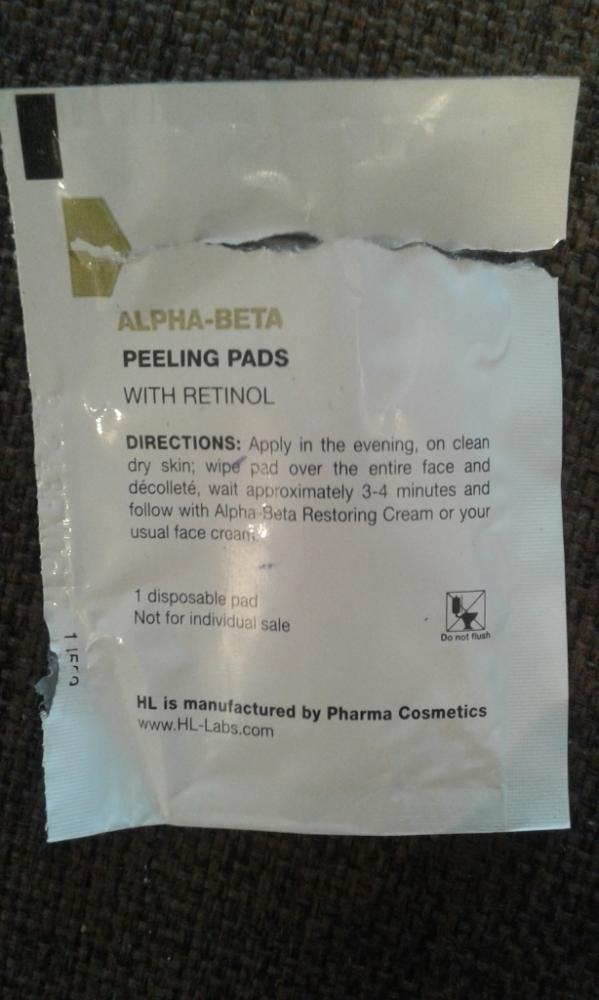 ALPHA-BETA
PEELING PADS
WITH RETINOL
DIRECTIONS: Apply in the evening, on clean
dry skin; wipe pad over the entire face and
décolleté, wait approximately 3-4 minutes and
follow with Alpha-Beta Restoring Cream or your
usual face cream.
1 disposable pad
Not for individual sale
Do not flush
HL is manufactured by Pharma Cosmetics
www.HL-Labs.com